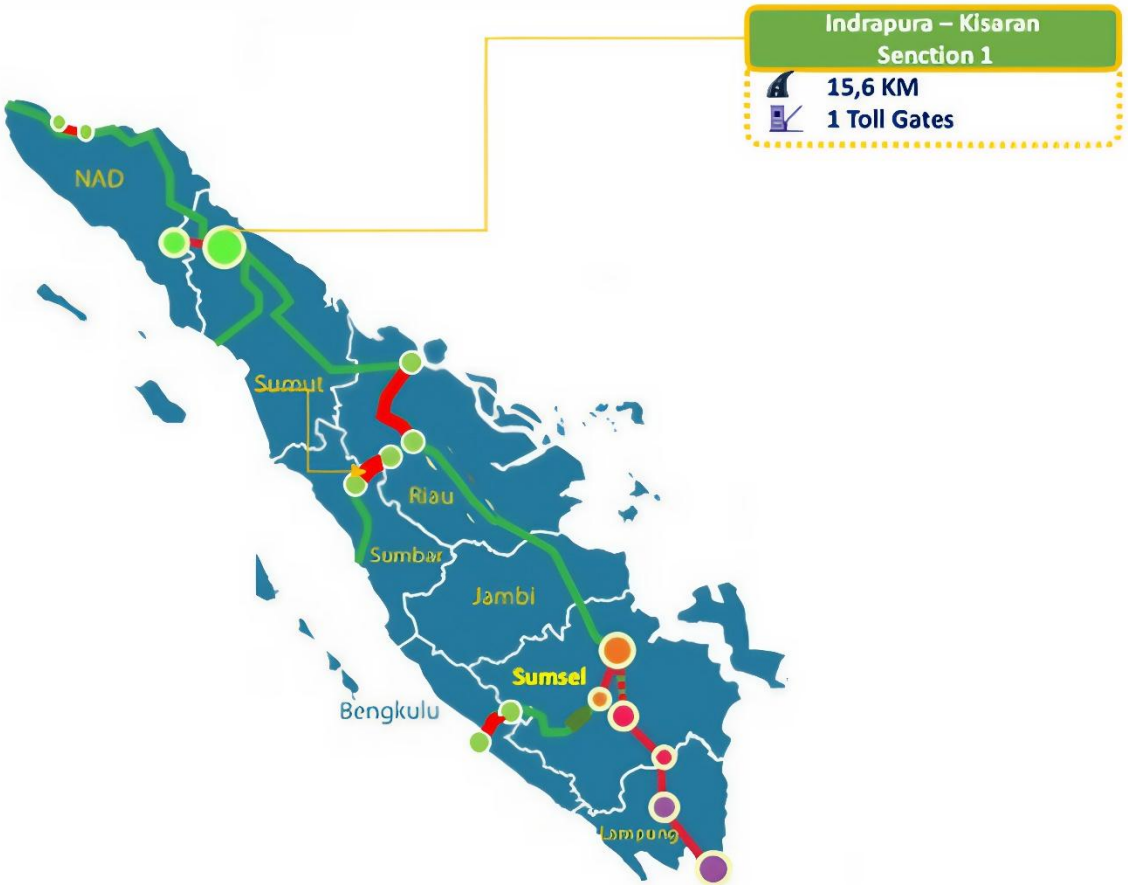 Indrapura – Kisaran
Senction 1
15,6 KM
1 Toll Gates
NAD
Sumut
Riau
Sumbar
Jambi
Sumsel
Bengkulu
Lampung